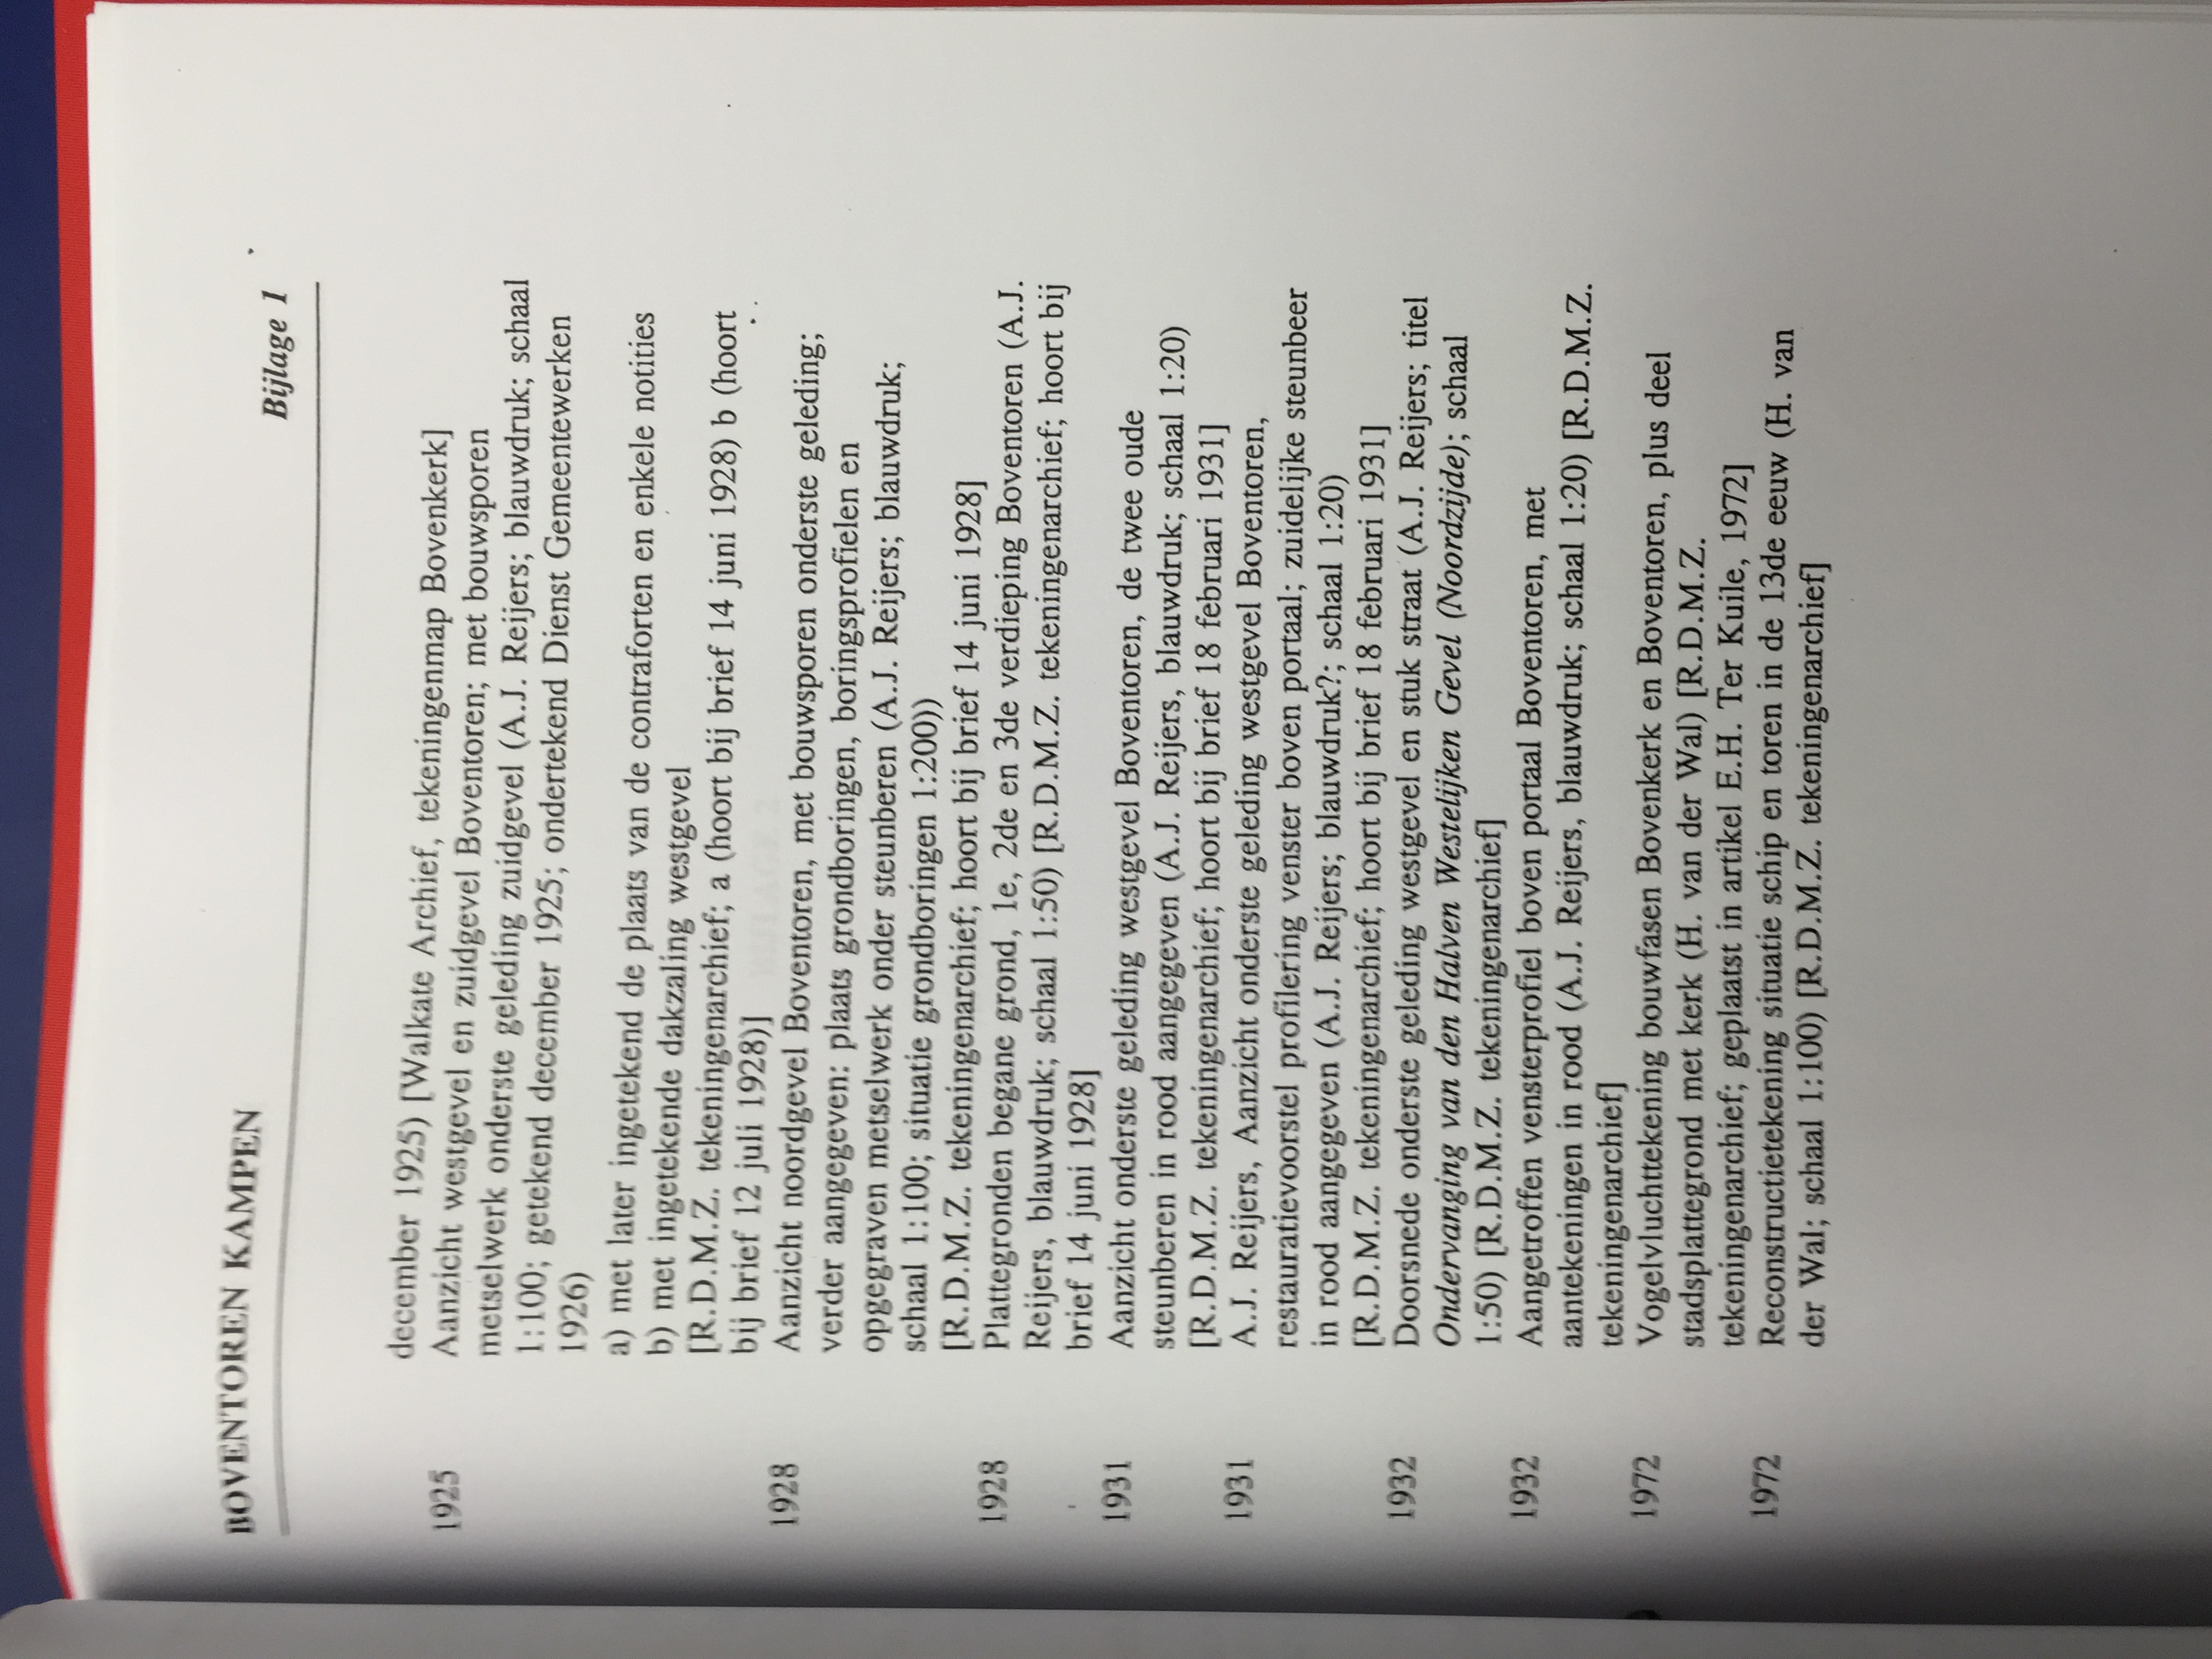 BOVENTOREN KAMPEN
Bijlage 1
december 1925) [Walkate Archief, tekeningenmap Bovenkerk]
1925 Aanzicht westgevel en zuidgevel Boventoren; met bouwsporen
metselwerk onderste geleding zuidgevel (A.J. Reijers; blauwdruk; schaal
1:100; getekend december 1925; ondertekend Dienst Gemeentewerken
1926)
a) met later ingetekend de plaats van de contraforten en enkele notities
b) met ingetekende dakzaling westgevel
[R.D.M.Z. tekeningenarchief; a (hoort bij brief 14 juni 1928) b (hoort
bij brief 12 juli 1928)]
1928 Aanzicht noordgevel Boventoren, met bouwsporen onderste geleding;
verder aangegeven: plaats grondboringen, boringsprofielen en
opgegraven metselwerk onder steunberen (A.J. Reijers; blauwdruk;
schaal 1:100; situatie grondboringen 1:200))
[R.D.M.Z. tekeningenarchief; hoort bij brief 14 juni 1928]
1928 Plattegronden begane grond, 1e, 2de en 3de verdieping Boventoren (A.J.
Reijers, blauwdruk; schaal 1:50) [R.D.M.Z. tekeningenarchief; hoort bij
brief 14 juni 1928]
1931 Aanzicht onderste geleding westgevel Boventoren, de twee oude
steunberen in rood aangegeven (A.J. Reijers, blauwdruk; schaal 1:20)
[R.D.M.Z. tekeningenarchief; hoort bij brief 18 februari 1931]
1931 A.J. Reijers, Aanzicht onderste geleding westgevel Boventoren,
restauratievoorstel profilering venster boven portaal; zuidelijke steunbeer
in rood aangegeven (A.J. Reijers; blauwdruk?; schaal 1:20)
[R.D.M.Z. tekeningenarchief; hoort bij brief 18 februari 1931]
1932 Doorsnede onderste geleding westgevel en stuk straat (A.J. Reijers; titel
Ondervanging van den Halven Westelijken Gevel (Noordzijde); schaal
1:50) [R.D.M.Z. tekeningenarchief]
1932 Aangetroffen vensterprofiel boven portaal Boventoren, met
aantekeningen in rood (A.J. Reijers, blauwdruk; schaal 1:20) [R.D.M.Z.
tekeningenarchief]
1972 Vogelvluchttekening bouwfasen Bovenkerk en Boventoren, plus deel
stadsplattegrond met kerk (H. van der Wal) [R.D.M.Z.
tekeningenarchief; geplaatst in artikel E.H. Ter Kuile, 1972]
1972 Reconstructietekening situatie schip en toren in de 13de eeuw (H. van
der Wal; schaal 1:100) [R.D.M.Z. tekeningenarchief]